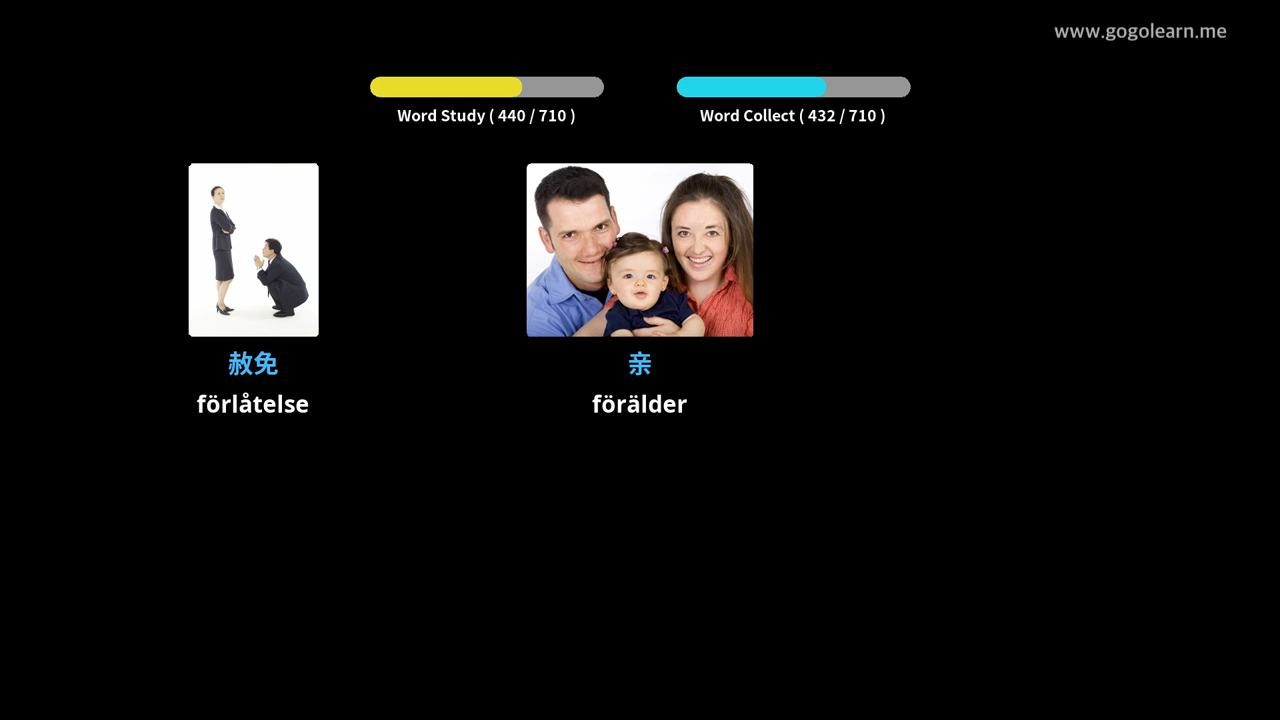 www.gogolearn.me
Word Study ( 440 / 710 )
Word Collect ( 432 / 710 )
赦免
förlåtelse
亲
förälder